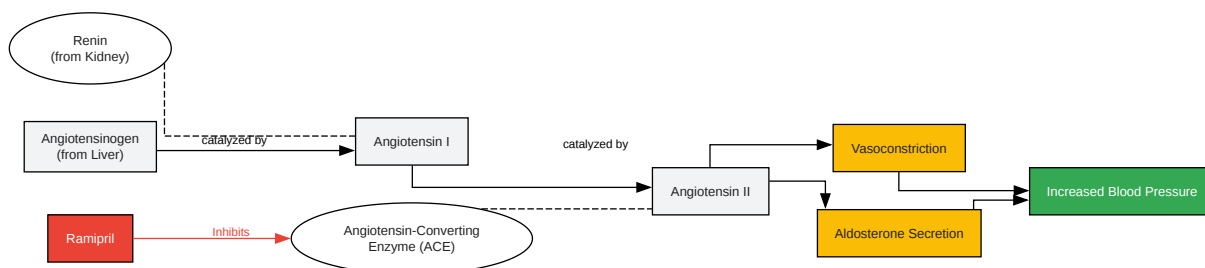 Renin
(from Kidney)
Angiotensinogen
(from Liver)
catalyzed by
Angiotensin I
catalyzed by
Angiotensin II
Vasoconstriction
Increased Blood Pressure
Ramipril
Inhibits
Angiotensin-Converting
Enzyme (ACE)
Aldosterone Secretion